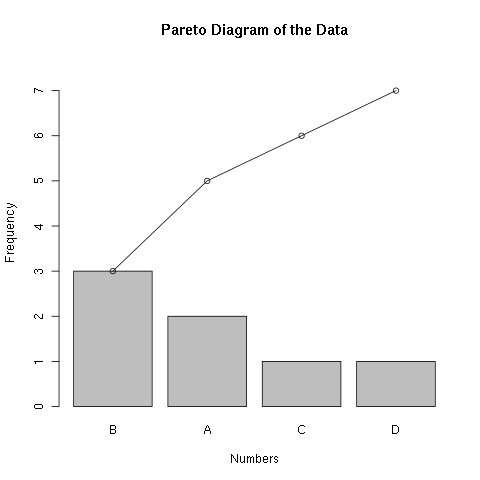 Pareto Diagram of the Data
Frequency
7
6
5
4
3
2
1
0
B A C D
Numbers